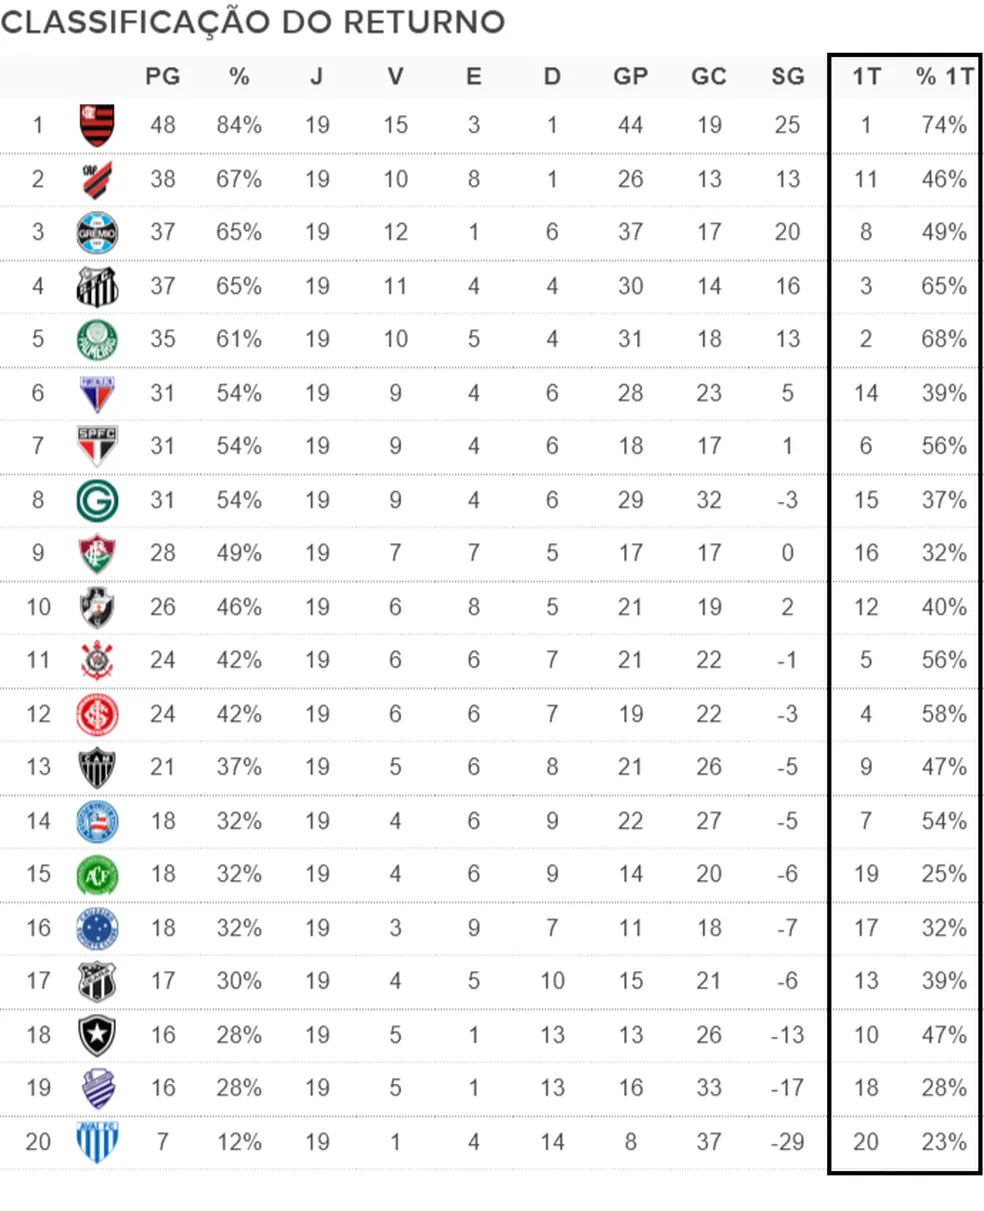 CLASSIFICAÇÃO DO RETURNO
PG % J V E D GP GC SG 1T % 1T
1 48 84% 19 15 3 1 44 19 25 1 74%
2 CAP 38 67% 19 10 8 1 26 13 13 11 46%
3 GRÊMIO 37 65% 19 12 1 6 37 17 20 8 49%
4 37 65% 19 11 4 4 30 14 16 3 65%
5 PALMEIRAS 35 61% 19 10 5 4 31 18 13 2 68%
6 FORTALEZA 31 54% 19 9 4 6 28 23 5 14 39%
7 SPFC 31 54% 19 9 4 6 18 17 1 6 56%
8 G 31 54% 19 9 4 6 29 32 -3 15 37%
9 28 49% 19 7 7 5 17 17 0 16 32%
10 26 46% 19 6 8 5 21 19 2 12 40%
11 24 42% 19 6 6 7 21 22 -1 5 56%
12 24 42% 19 6 6 7 19 22 -3 4 58%
13 CAM 21 37% 19 5 6 8 21 26 -5 9 47%
14 18 32% 19 4 6 9 22 27 -5 7 54%
15 ACF 18 32% 19 4 6 9 14 20 -6 19 25%
16 CRUZEIRO ESPORTE CLUBE 18 32% 19 3 9 7 11 18 -7 17 32%
17 17 30% 19 4 5 10 15 21 -6 13 39%
18 16 28% 19 5 1 13 13 26 -13 10 47%
19 16 28% 19 5 1 13 16 33 -17 18 28%
20 AVAÍ FC 7 12% 19 1 4 14 8 37 -29 20 23%